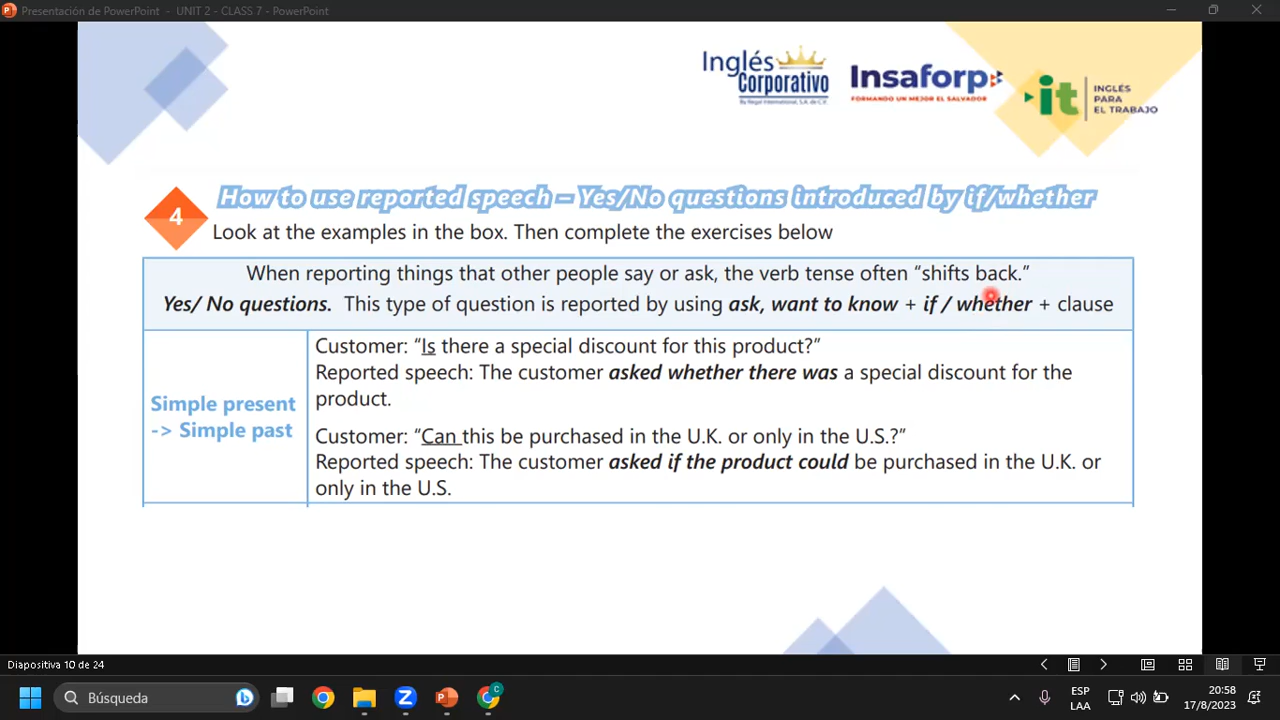 Presentación de PowerPoint - UNIT 2 - CLASS 7 - PowerPoint
Inglés
Corporativo
By Regal International, S.A. de C.V.
Insaforp
FORMANDO UN MEJOR EL SALVADOR
it
INGLÉS
PARA
EL TRABAJO
4
How to use reported speech – Yes/No questions introduced by if/whether
Look at the examples in the box. Then complete the exercises below
When reporting things that other people say or ask, the verb tense often “shifts back.”
Yes/ No questions. This type of question is reported by using ask, want to know + if / whether + clause
Simple present
-> Simple past
Customer: “Is there a special discount for this product?”
Reported speech: The customer asked whether there was a special discount for the
product.
Customer: “Can this be purchased in the U.K. or only in the U.S.?”
Reported speech: The customer asked if the product could be purchased in the U.K. or
only in the U.S.
Diapositiva 10 de 24
Búsqueda
C
ESP
LAA
20:58
17/8/2023